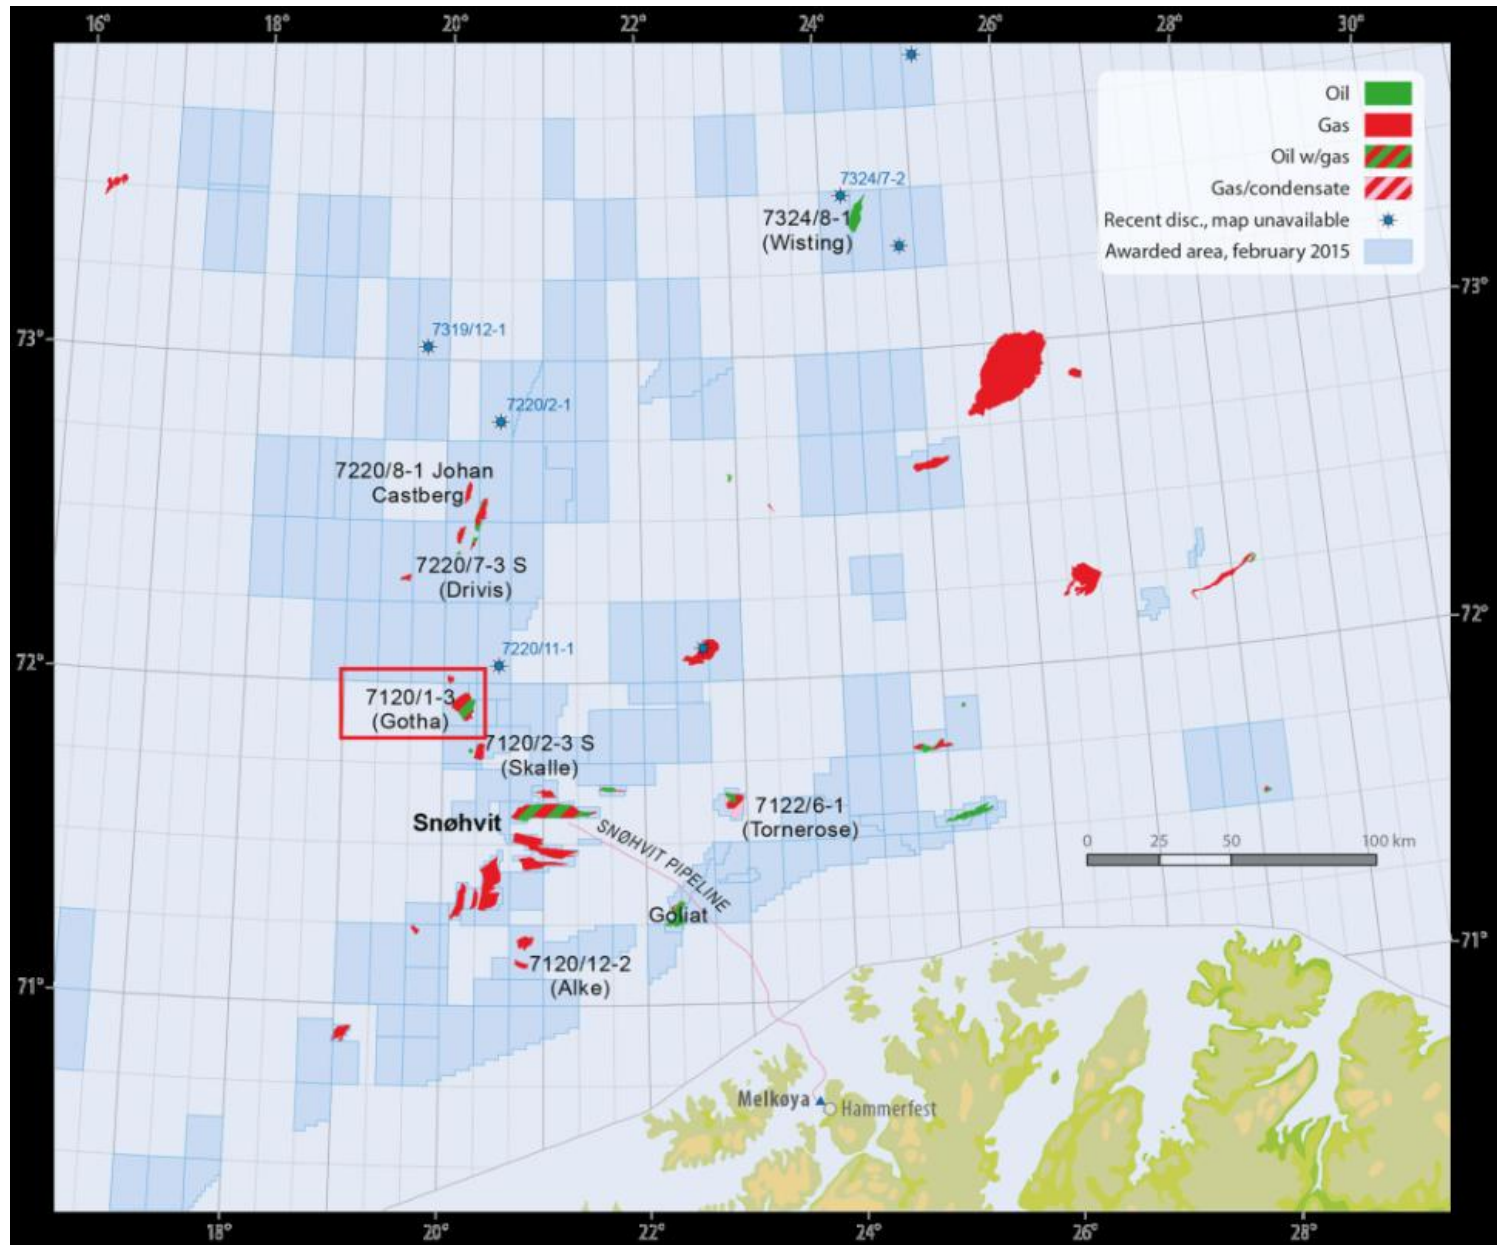 16° 18° 20° 22° 24° 26° 28° 30°
Oil
Gas
Oil w/gas
Gas/condensate
Recent disc., map unavailable
Awarded area, february 2015
7324/7-2
7324/8-1
(Wisting)
73°
7319/12-1
73°
7220/2-1
7220/8-1 Johan
Castberg
7220/7-3 S
(Drivis)
72°
7220/11-1
72°
7120/1-3
(Gotha)
7120/2-3 S
(Skalle)
7122/6-1
(Tornerose)
Snøhvit
SNØHVIT PIPELINE
0 25 50 100 km
Goliat
71°
7120/12-2
(Alke)
71°
Melkøya
Hammerfest
18° 20° 22° 24° 26° 28°